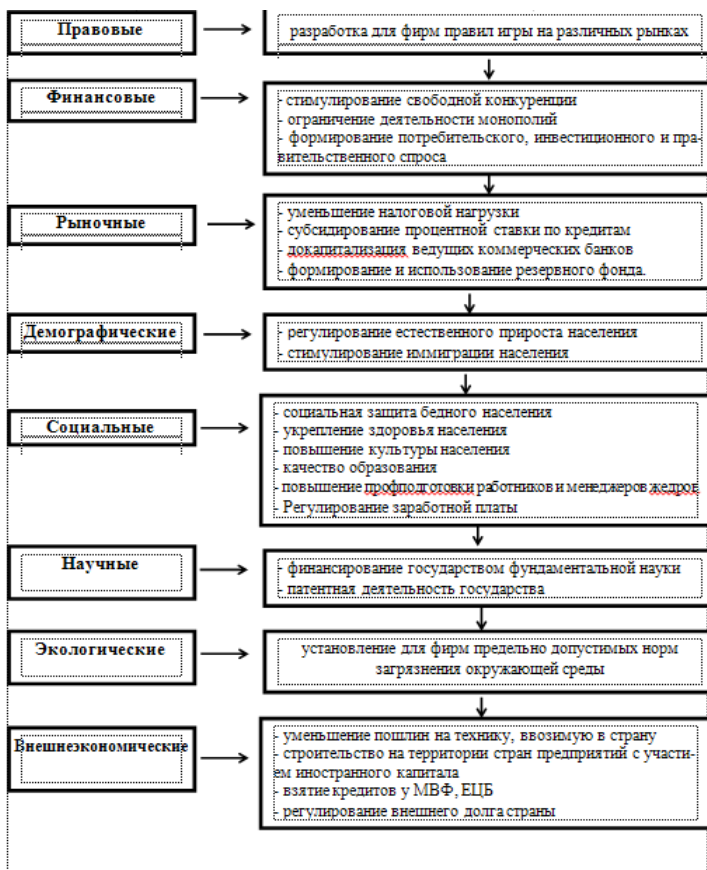 Правовые
разработка для фирм правил игры на различных рынках
Финансовые
- стимулирование свободной конкуренции
- ограничение деятельности монополий
- формирование потребительского, инвестиционного и пра-
вительственного спроса
Рыночные
- уменьшение налоговой нагрузки
- субсидирование процентной ставки по кредитам
- докапитализация ведущих коммерческих банков
- формирование и использование резервного фонда.
Демографические
- регулирование естественного прироста населения
- стимулирование иммиграции населения
Социальные
- социальная защита бедного населения
- укрепление здоровья населения
- повышение культуры населения
- качество образования
- повышение профподготовки работников и менеджеров жедров
- Регулирование заработной платы
Научные
- финансирование государством фундаментальной науки
- патентная деятельность государства
Экологические
установление для фирм предельно допустимых норм
загрязнения окружающей среды
Внешнеэкономические
- уменьшение пошлин на технику, ввозимую в страну
- строительство на территории стран предприятий с участи-
ем иностранного капитала
- взятие кредитов у МВФ, ЕЦБ
- регулирование внешнего долга страны